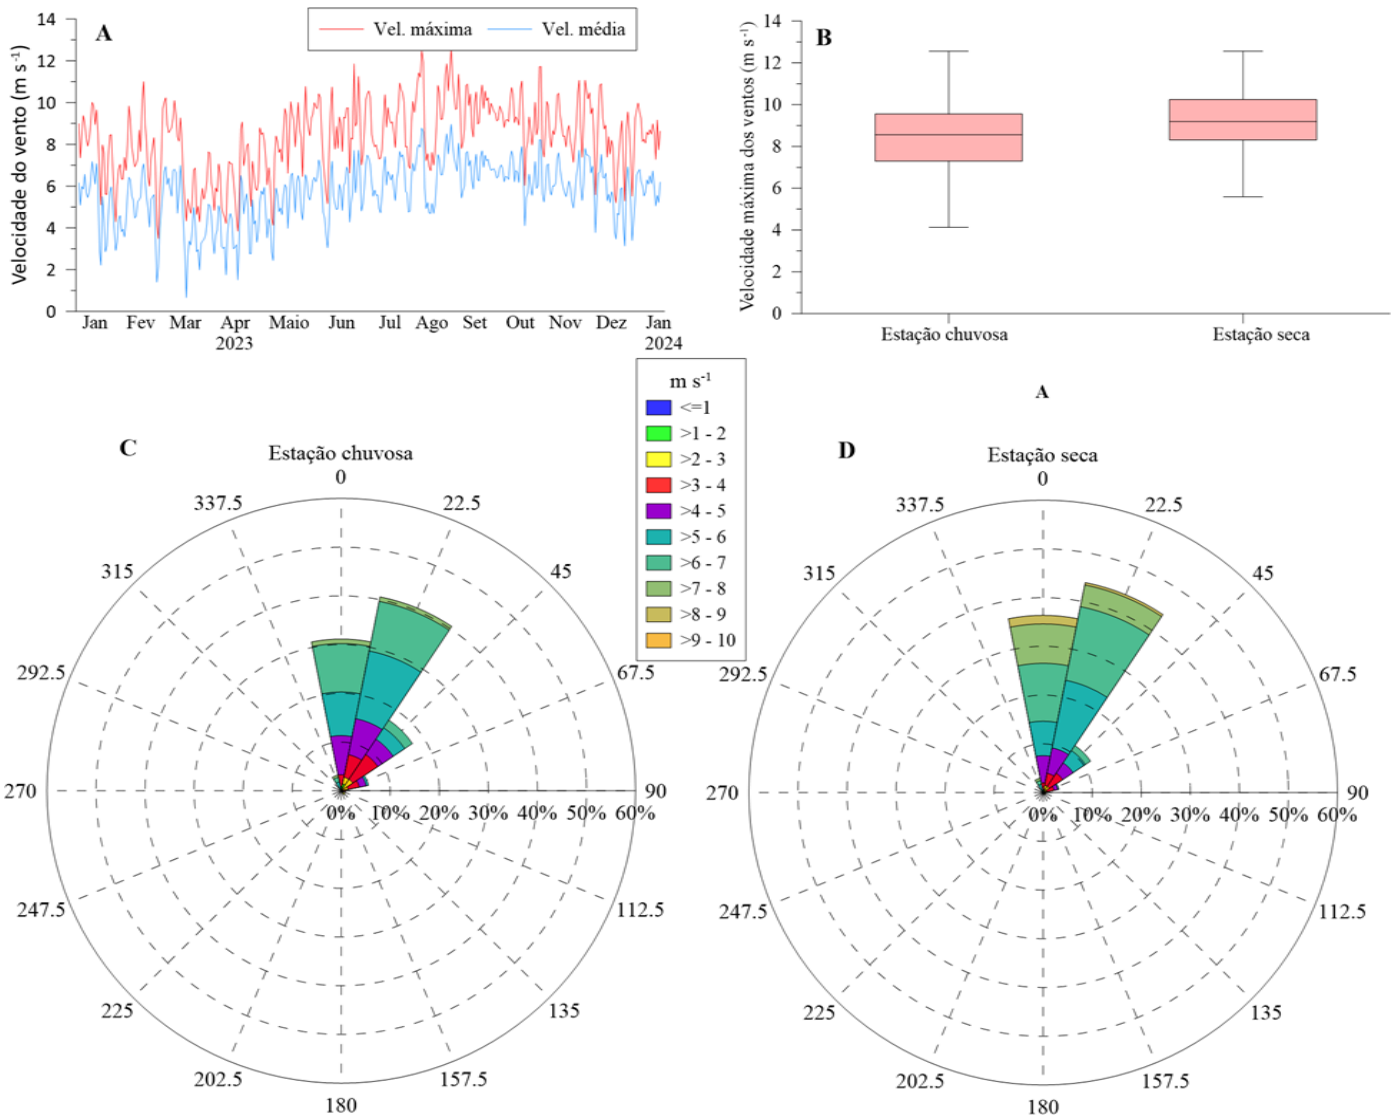 A
Vel. máxima
Vel. média
Velocidade do vento (m s⁻¹)
14
12
10
8
6
4
2
0
Jan Fev Mar Apr Maio Jun Jul Ago Set Out Nov Dez Jan
2023 2024
B
Velocidade máxima dos ventos (m s⁻¹)
14
12
10
8
6
4
2
0
Estação chuvosa Estação seca
m s⁻¹
<=1
>1 - 2
>2 - 3
>3 - 4
>4 - 5
>5 - 6
>6 - 7
>7 - 8
>8 - 9
>9 - 10
A
C
Estação chuvosa
0
337.5 22.5
315 45
292.5 67.5
270 90
0% 10% 20% 30% 40% 50% 60%
247.5 112.5
225 135
202.5 157.5
180
D
Estação seca
0
337.5 22.5
315 45
292.5 67.5
270 90
0% 10% 20% 30% 40% 50% 60%
247.5 112.5
225 135
202.5 157.5
180